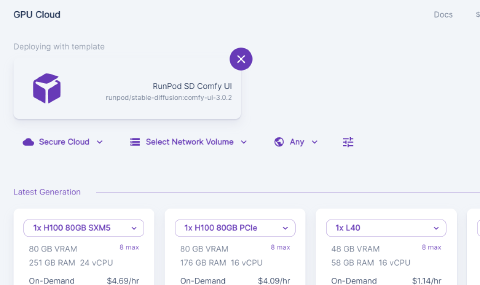 GPU Cloud
Docs
Deploying with template
RunPod SD Comfy UI
runpod/stable-diffusion:comfy-ui-3.0.2
Secure Cloud
Select Network Volume
Any
Latest Generation
1x H100 80GB SXM5
1x H100 80GB PCIe
1x L40
80 GB VRAM 8 max
80 GB VRAM 8 max
48 GB VRAM 8 max
251 GB RAM 24 vCPU
176 GB RAM 16 vCPU
58 GB RAM 16 vCPU
On-Demand $4.69/hr
On-Demand $4.09/hr
On-Demand $1.14/hr